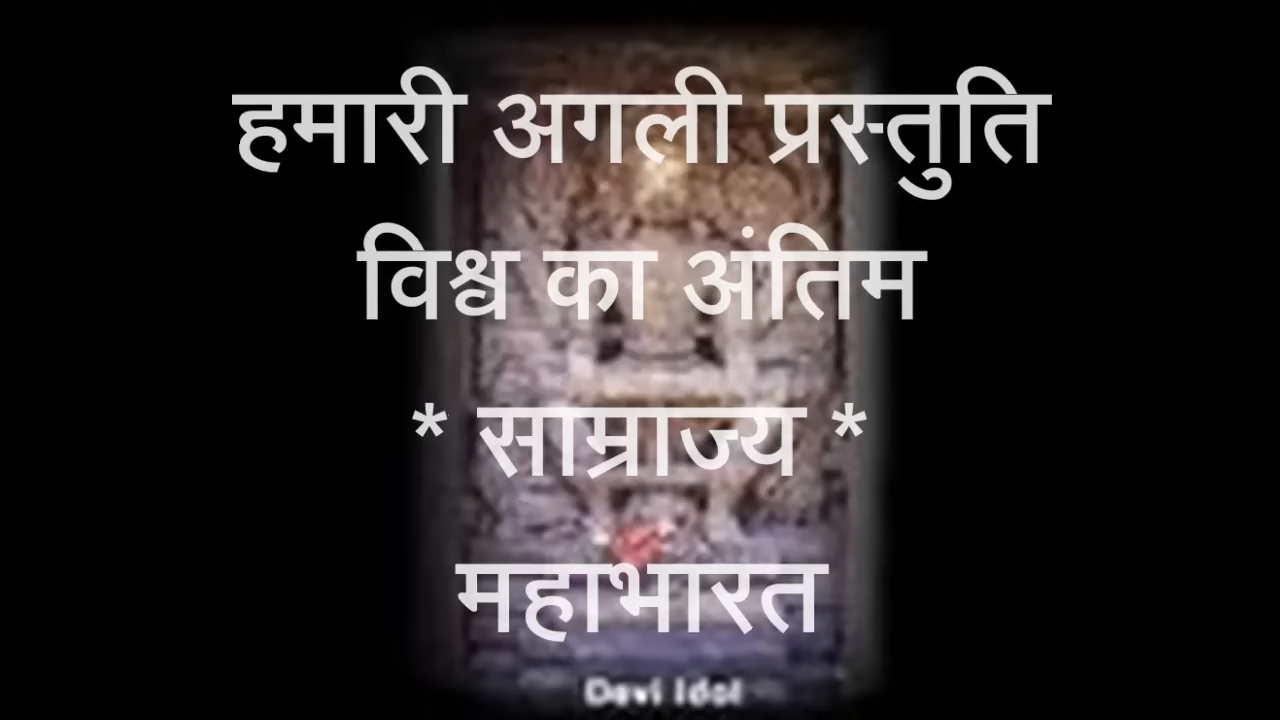 हमारी अगली प्रस्तुति
विश्व का अंतिम
* साम्राज्य *
महाभारत
Devi Idol